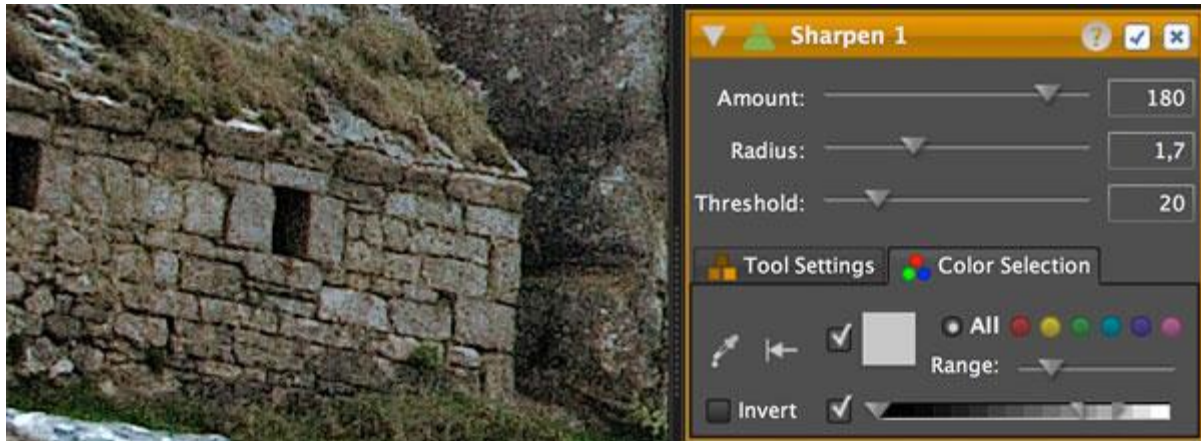 Sharpen 1 ?
Amount: 180
Radius: 1,7
Threshold: 20
Tool Settings Color Selection
All
Range:
Invert